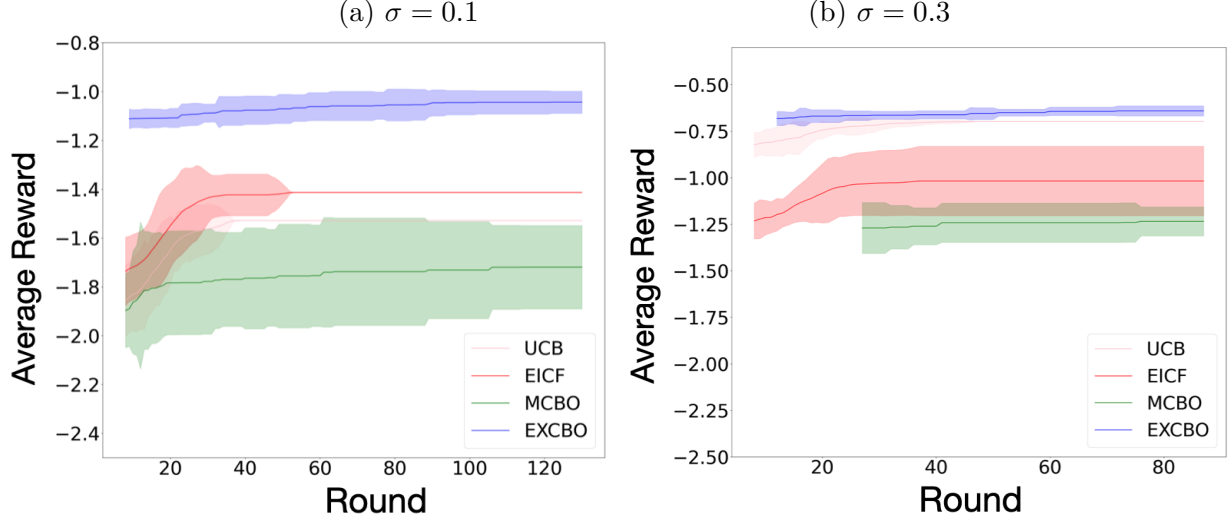 (a) σ = 0.1
(b) σ = 0.3
Average Reward
−0.8
−1.0
−1.2
−1.4
−1.6
−1.8
−2.0
−2.2
−2.4
20
40
60
80
100
120
Round
UCB
EICF
MCBO
EXCBO
Average Reward
−0.50
−0.75
−1.00
−1.25
−1.50
−1.75
−2.00
−2.25
−2.50
20
40
60
80
Round
UCB
EICF
MCBO
EXCBO